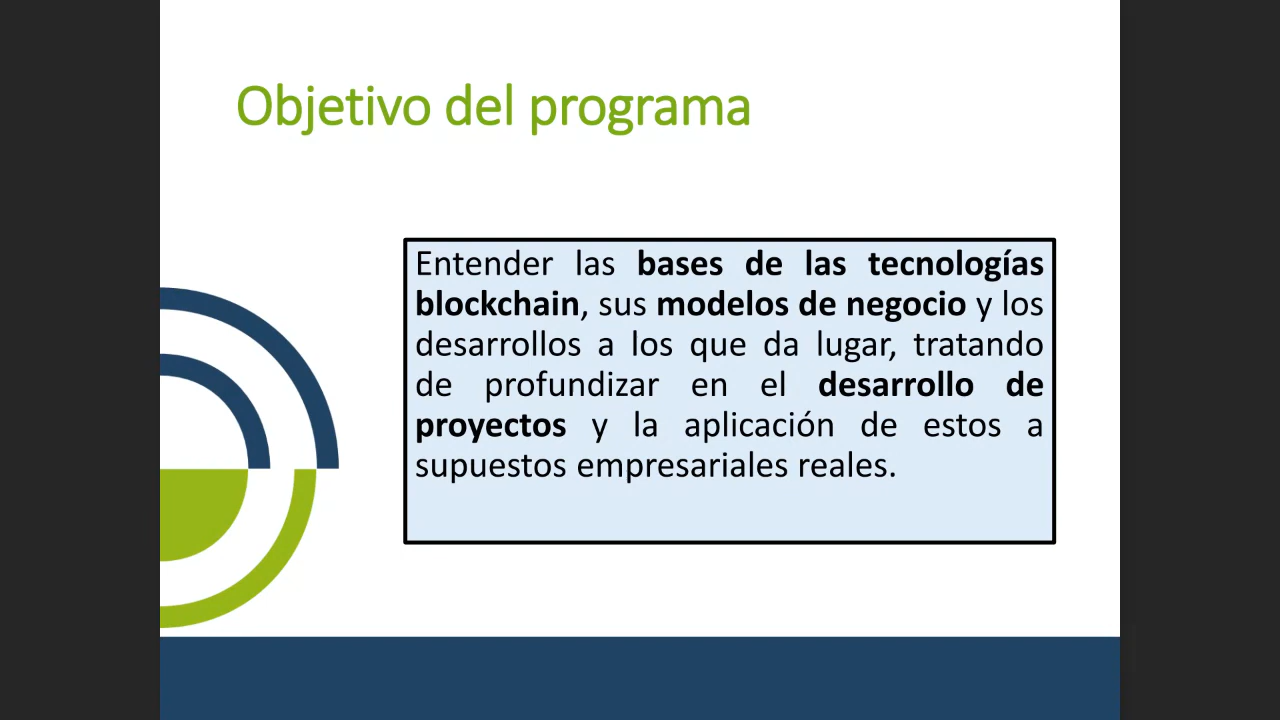 Objetivo del programa
Entender las bases de las tecnologías
blockchain, sus modelos de negocio y los
desarrollos a los que da lugar, tratando
de profundizar en el desarrollo de
proyectos y la aplicación de estos a
supuestos empresariales reales.